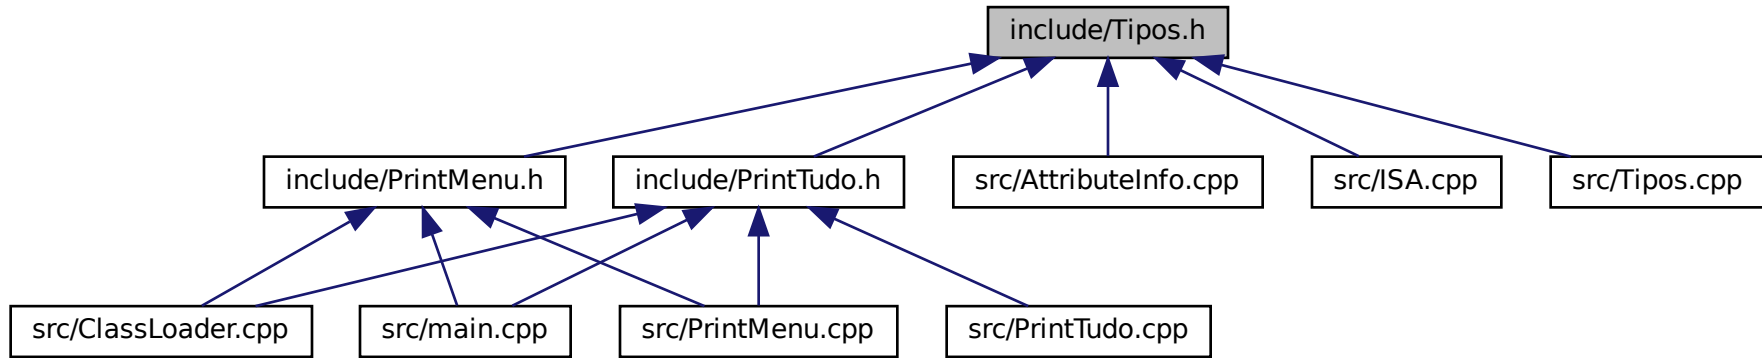 include/Tipos.h
include/PrintMenu.h
include/PrintTudo.h
src/AttributeInfo.cpp
src/ISA.cpp
src/Tipos.cpp
src/ClassLoader.cpp
src/main.cpp
src/PrintMenu.cpp
src/PrintTudo.cpp